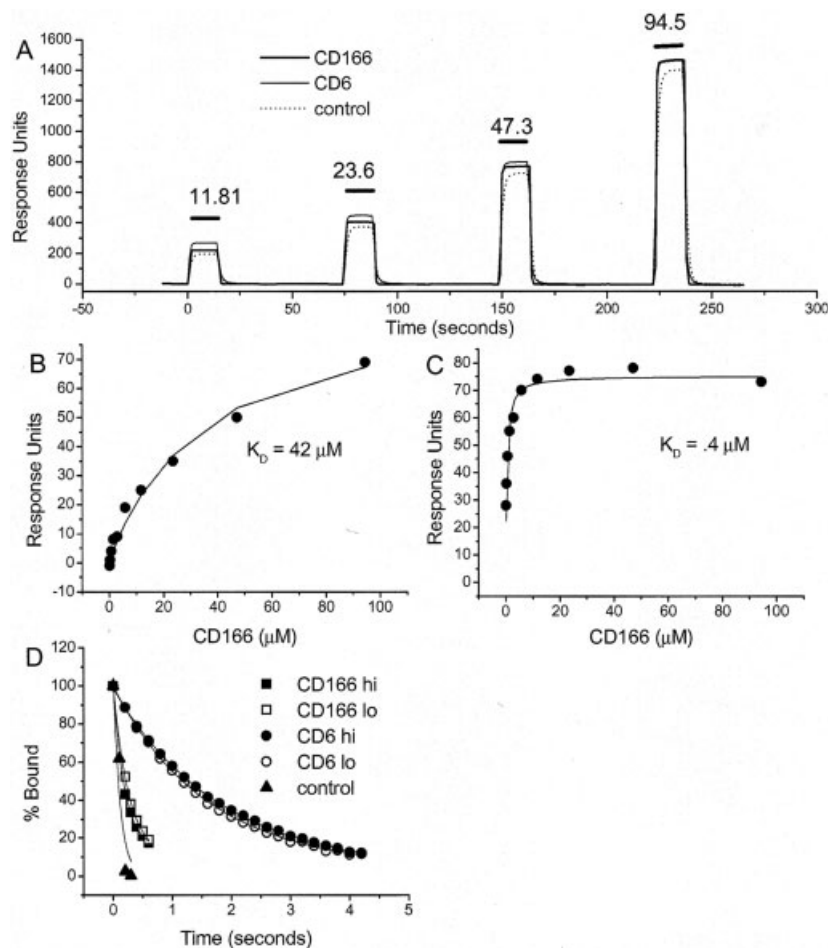 A
CD166
CD6
control
11.81
23.6
47.3
94.5
1600
1400
1200
1000
800
600
400
200
0
Response Units
-50 0 50 100 150 200 250 300
Time (seconds)
B
70
60
50
40
30
20
10
0
-10
Response Units
K_D = 42 μM
0 20 40 60 80 100
CD166 (μM)
C
80
70
60
50
40
30
20
10
0
Response Units
K_D = .4 μM
0 20 40 60 80 100
CD166 (μM)
D
120
100
80
60
40
20
0
% Bound
CD166 hi
CD166 lo
CD6 hi
CD6 lo
control
0 1 2 3 4 5
Time (seconds)